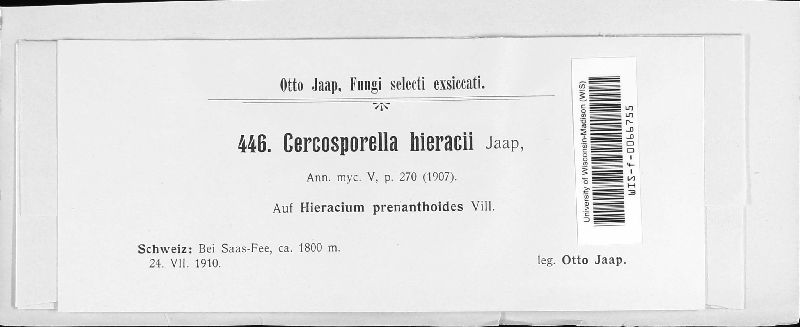 Otto Jaap, Fungi selecti exsiccati.
446. Cercosporella hieracii Jaap,
Ann. myc. V, p. 270 (1907).
Auf Hieracium prenanthoides Vill.
Schweiz: Bei Saas-Fee, ca. 1800 m.
24. VII. 1910.
leg. Otto Jaap.
University of Wisconsin-Madison (WIS)
WIS-f-0066755